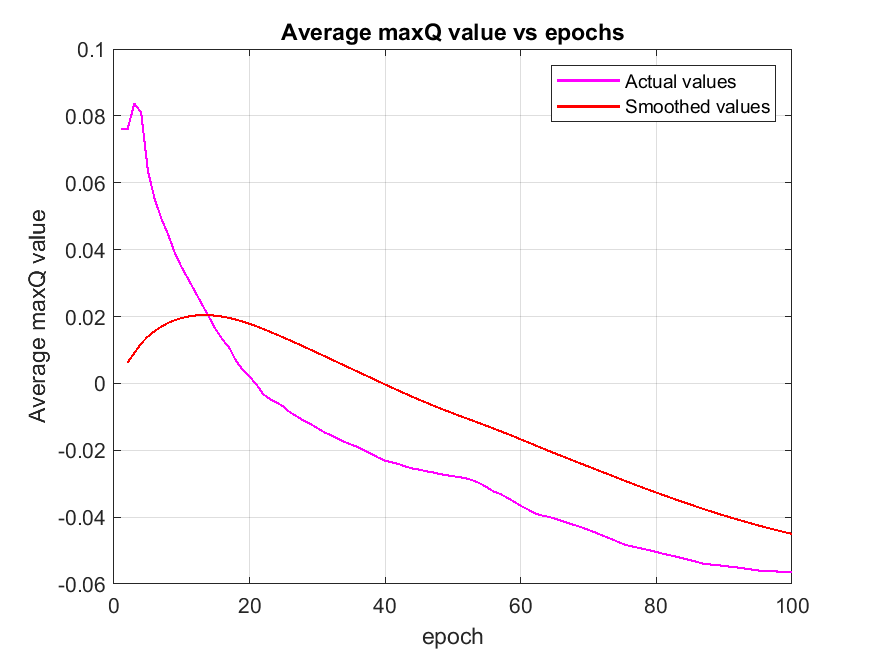 Average maxQ value vs epochs
Actual values
Smoothed values
Average maxQ value
0.1
0.08
0.06
0.04
0.02
0
-0.02
-0.04
-0.06
0 20 40 60 80 100
epoch